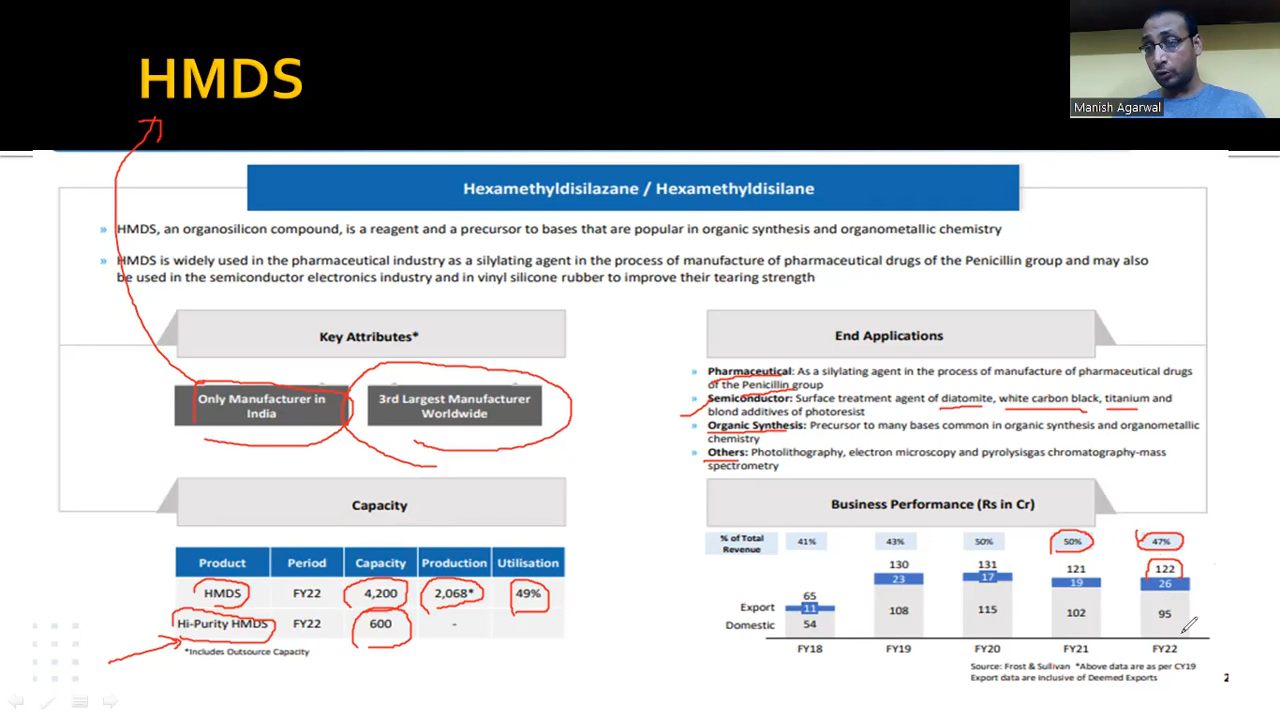 HMDS
Manish Agarwal
Hexamethyldisilazane / Hexamethyldisilane
» HMDS, an organosilicon compound, is a reagent and a precursor to bases that are popular in organic synthesis and organometallic chemistry
» HMDS is widely used in the pharmaceutical industry as a silylating agent in the process of manufacture of pharmaceutical drugs of the Penicillin group and may also
be used in the semiconductor electronics industry and in vinyl silicone rubber to improve their tearing strength
Key Attributes*
Only Manufacturer in
India
3rd Largest Manufacturer
Worldwide
End Applications
» Pharmaceutical: As a silylating agent in the process of manufacture of pharmaceutical drugs
of the Penicillin group
» Semiconductor: Surface treatment agent of diatomite, white carbon black, titanium and
blond additives of photoresist
» Organic Synthesis: Precursor to many bases common in organic synthesis and organometallic
chemistry
» Others: Photolithography, electron microscopy and pyrolysisgas chromatography-mass
spectrometry
Capacity
Product Period Capacity Production Utilisation
HMDS FY22 4,200 2,068* 49%
Hi-Purity HMDS FY22 600 -
*Includes Outsource Capacity
Business Performance (Rs in Cr)
% of Total
Revenue
41% 43% 50% 50% 47%
65 130 131 121 122
Export 11 23 17 19 26
Domestic 54 108 115 102 95
FY18 FY19 FY20 FY21 FY22
Source: Frost & Sullivan *Above data are as per CY19
Export data are inclusive of Deemed Exports
2